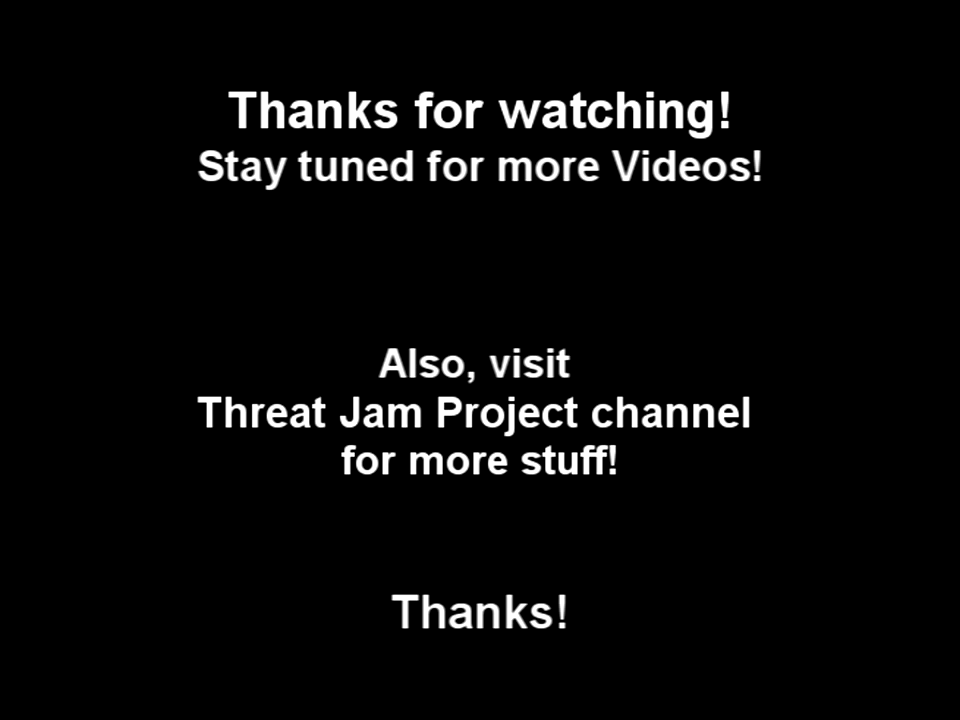 Thanks for watching!
Stay tuned for more Videos!
Also, visit
Threat Jam Project channel
for more stuff!
Thanks!